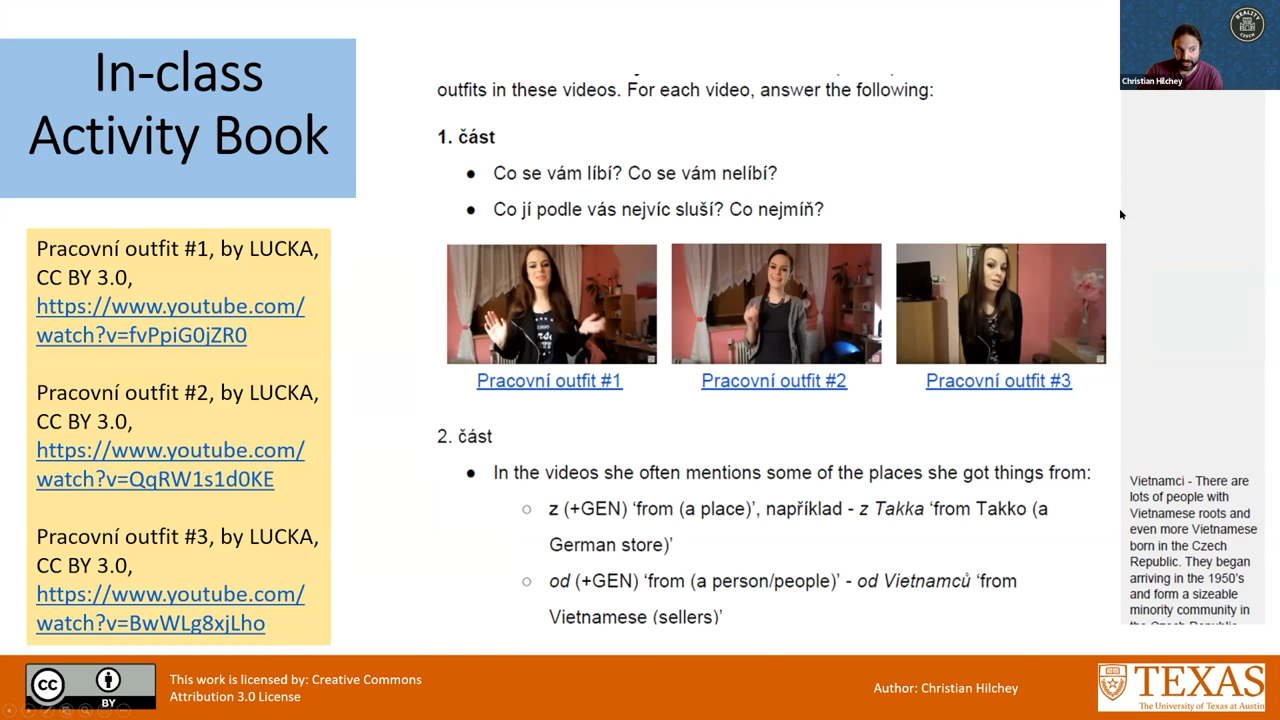 In-class
Activity Book
Pracovní outfit #1, by LUCKA,
CC BY 3.0,
https://www.youtube.com/
watch?v=fvPpiG0jZR0
Pracovní outfit #2, by LUCKA,
CC BY 3.0,
https://www.youtube.com/
watch?v=QqRW1s1d0KE
Pracovní outfit #3, by LUCKA,
CC BY 3.0,
https://www.youtube.com/
watch?v=BwWLg8xjLho
outfits in these videos. For each video, answer the following:
1. část
● Co se vám líbí? Co se vám nelíbí?
● Co jí podle vás nejvíc sluší? Co nejmíň?
Pracovní outfit #1
Pracovní outfit #2
Pracovní outfit #3
2. část
● In the videos she often mentions some of the places she got things from:
○ z (+GEN) ‘from (a place)’, například - z Takka ‘from Takko (a
German store)’
○ od (+GEN) ‘from (a person/people)’ - od Vietnamců ‘from
Vietnamese (sellers)’
REALITY
CZECH
Christian Hilchey
Vietnamci - There are
lots of people with
Vietnamese roots and
even more Vietnamese
born in the Czech
Republic. They began
arriving in the 1950's
and form a sizeable
minority community in
the Czech Republic
cc
BY
This work is licensed by: Creative Commons
Attribution 3.0 License
Author: Christian Hilchey
TEXAS
The University of Texas at Austin